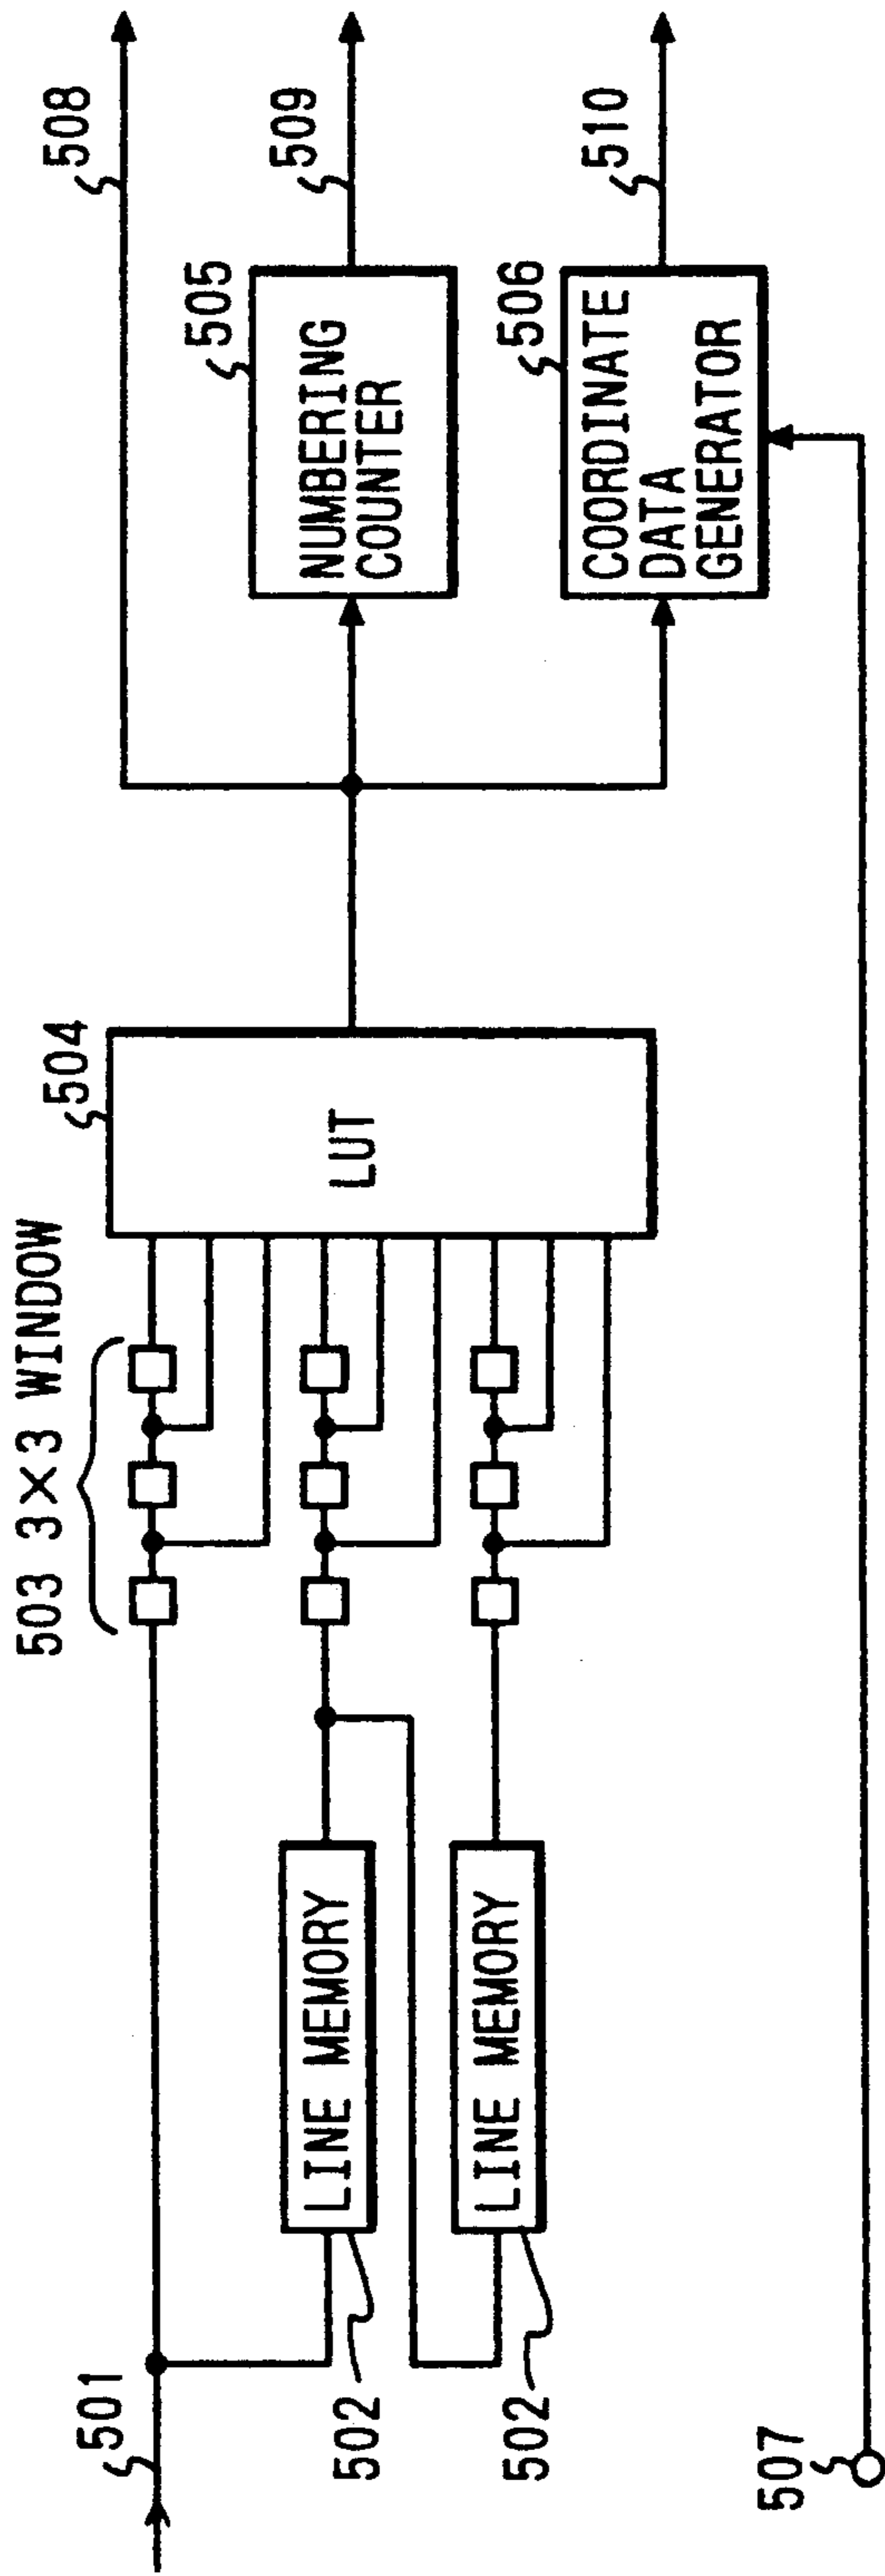 501
502
LINE MEMORY
502
LINE MEMORY
503 3×3 WINDOW
504
LUT
505
NUMBERING
COUNTER
506
COORDINATE
DATA
GENERATOR
507
508
509
510